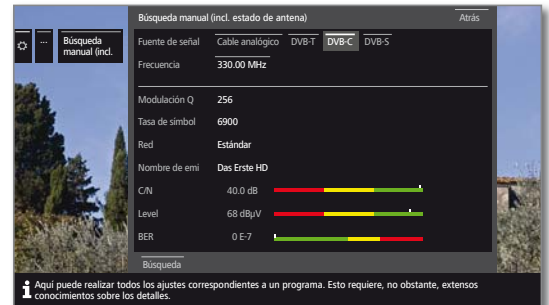 Búsqueda manual (incl. estado de antena) Atrás
... Búsqueda manual (incl.
Fuente de señal Cable analógico DVB-T DVB-C DVB-S
Frecuencia 330.00 MHz
Modulación Q 256
Tasa de símbol 6900
Red Estándar
Nombre de emi Das Erste HD
C/N 40.0 dB
Level 68 dBµV
BER 0 E-7
Búsqueda
i Aquí puede realizar todos los ajustes correspondientes a un programa. Esto requiere, no obstante, extensos
conocimientos sobre los detalles.